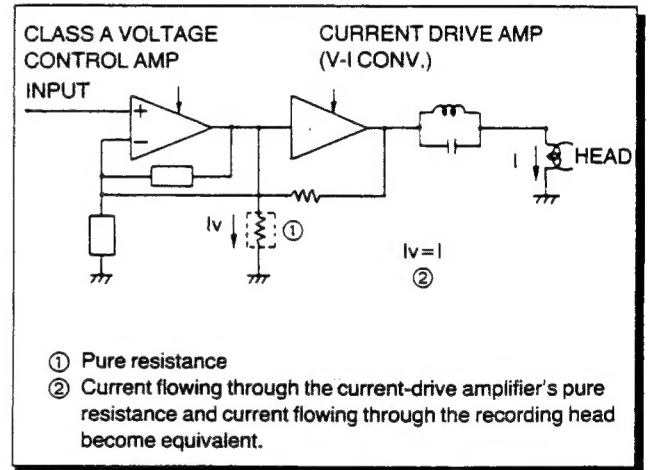 CLASS A VOLTAGE
CONTROL AMP
CURRENT DRIVE AMP
(V-I CONV.)
INPUT
+
−
I
HEAD
Iv
①
Iv=I
②
① Pure resistance
② Current flowing through the current-drive amplifier's pure
resistance and current flowing through the recording head
become equivalent.